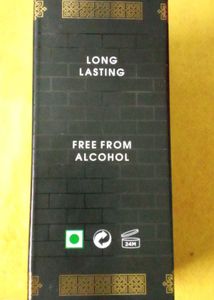 LONG
LASTING
FREE FROM
ALCOHOL
24M